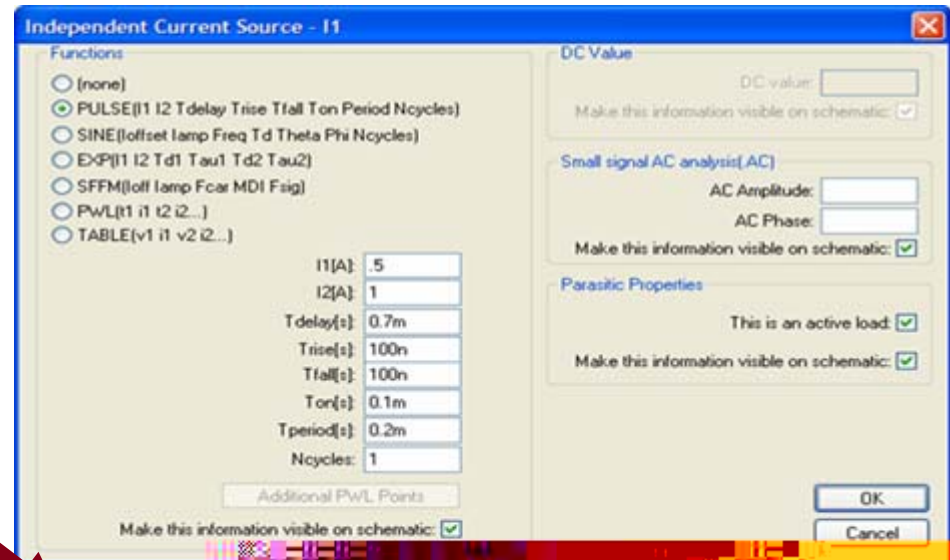 Independent Current Source - I1
Functions
(none)
PULSE(I1 I2 Tdelay Trise Tfall Ton Period Ncycles)
SINE(Ioffset Iamp Freq Td Theta Phi Ncycles)
EXP(I1 I2 Td1 Tau1 Td2 Tau2)
SFFM(Ioff Iamp Fcar MDI Fsig)
PWL(t1 i1 t2 i2...)
TABLE(v1 i1 v2 i2...)
I1[A]: .5
I2[A]: 1
Tdelay[s]: 0.7m
Trise[s]: 100n
Tfall[s]: 100n
Ton[s]: 0.1m
Tperiod[s]: 0.2m
Ncycles: 1
Additional PWL Points
Make this information visible on schematic:
DC Value
DC value:
Make this information visible on schematic:
Small signal AC analysis(.AC)
AC Amplitude:
AC Phase:
Make this information visible on schematic:
Parasitic Properties
This is an active load:
Make this information visible on schematic:
OK
Cancel